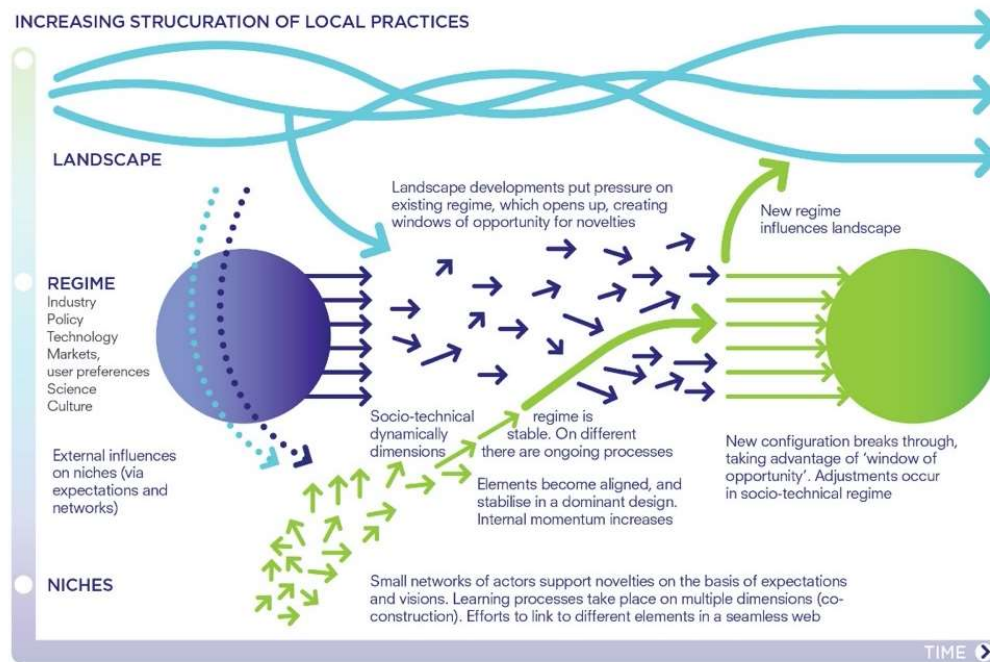 INCREASING STRUCURATION OF LOCAL PRACTICES
LANDSCAPE
Landscape developments put pressure on
existing regime, which opens up, creating
windows of opportunity for novelties
New regime
influences landscape
REGIME
Industry
Policy
Technology
Markets,
user preferences
Science
Culture
External influences
on niches (via
expectations and
networks)
Socio-technical regime is
dynamically stable. On different
dimensions there are ongoing processes
Elements become aligned, and
stabilise in a dominant design.
Internal momentum increases
New configuration breaks through,
taking advantage of ‘window of
opportunity’. Adjustments occur
in socio-technical regime
NICHES
Small networks of actors support novelties on the basis of expectations
and visions. Learning processes take place on multiple dimensions (co-
construction). Efforts to link to different elements in a seamless web
TIME